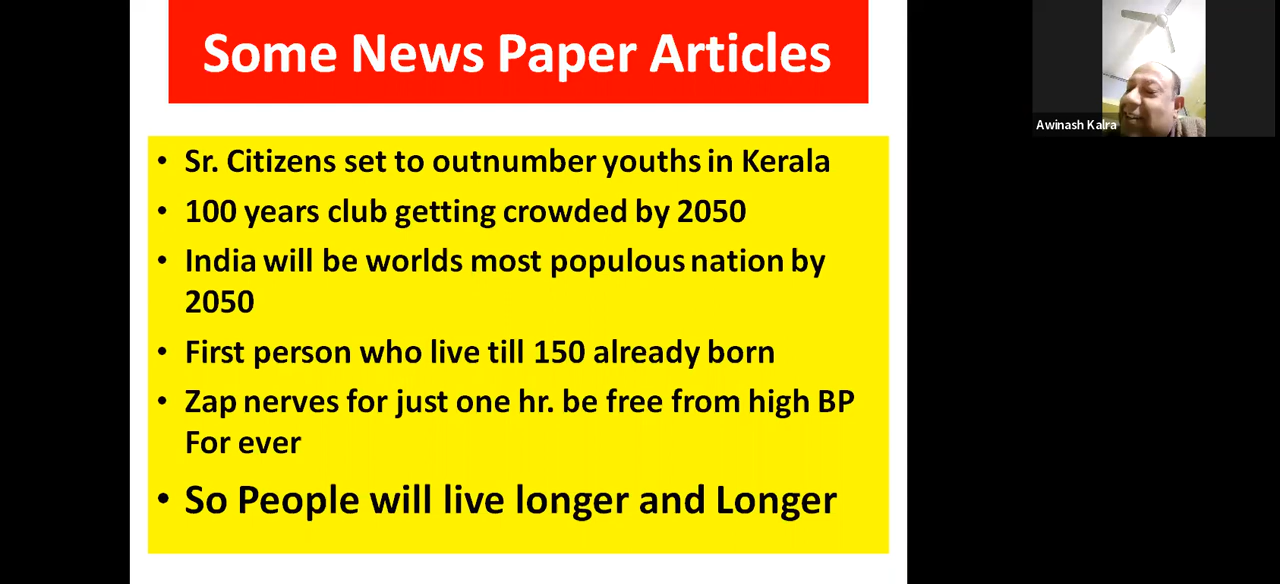 Some News Paper Articles
Awinash Kalra
• Sr. Citizens set to outnumber youths in Kerala
• 100 years club getting crowded by 2050
• India will be worlds most populous nation by
2050
• First person who live till 150 already born
• Zap nerves for just one hr. be free from high BP
For ever
• So People will live longer and Longer